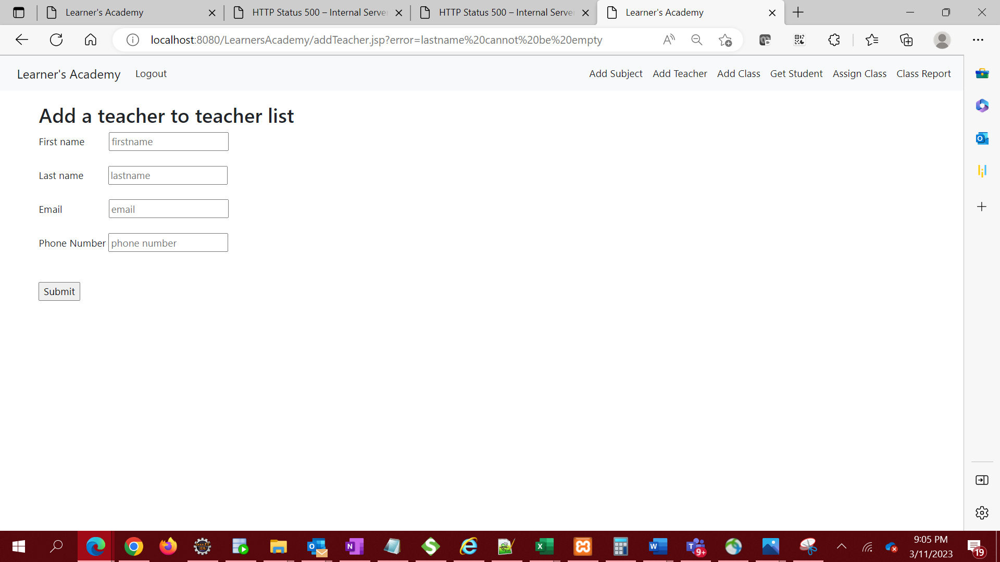 Learner's Academy
HTTP Status 500 – Internal Serve
HTTP Status 500 – Internal Serve
Learner's Academy
localhost:8080/LearnersAcademy/addTeacher.jsp?error=lastname%20cannot%20be%20empty
Learner's Academy Logout Add Subject Add Teacher Add Class Get Student Assign Class Class Report
Add a teacher to teacher list
First name firstname
Last name lastname
Email email
Phone Number phone number
Submit
9+
9:05 PM
3/11/2023
19